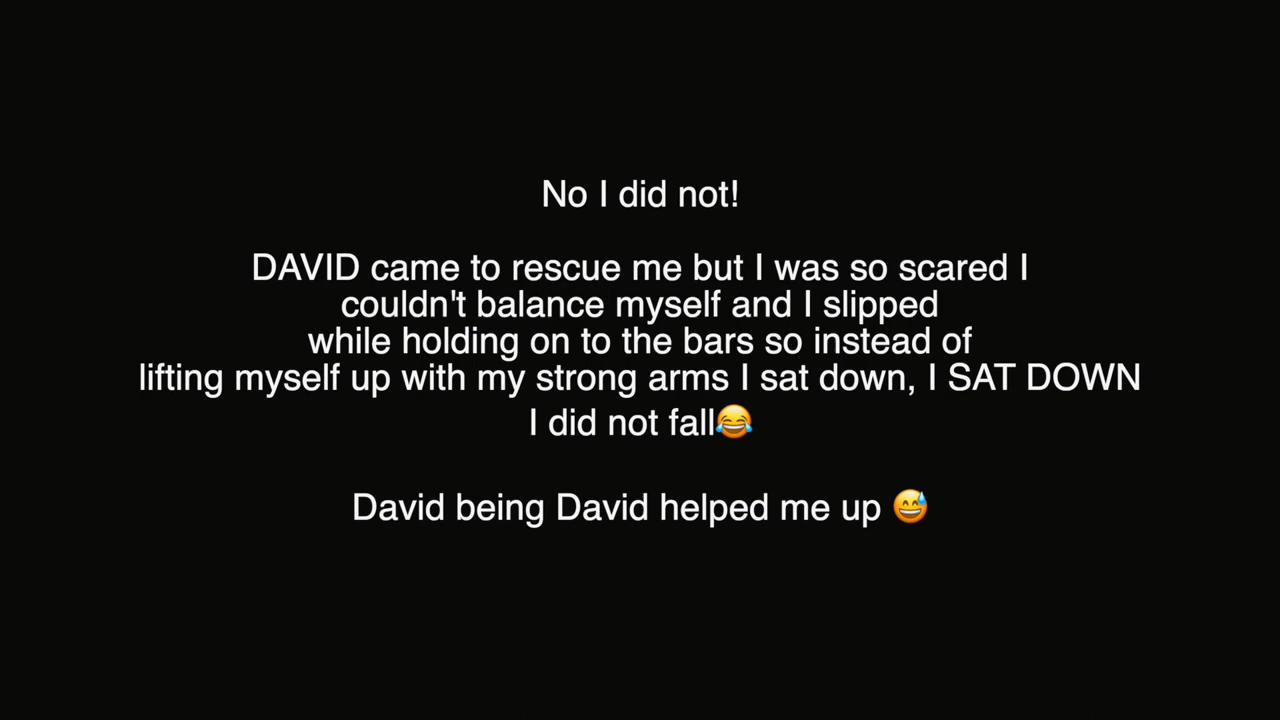 No I did not!
DAVID came to rescue me but I was so scared I
couldn't balance myself and I slipped
while holding on to the bars so instead of
lifting myself up with my strong arms I sat down, I SAT DOWN
I did not fall😂
David being David helped me up 😅